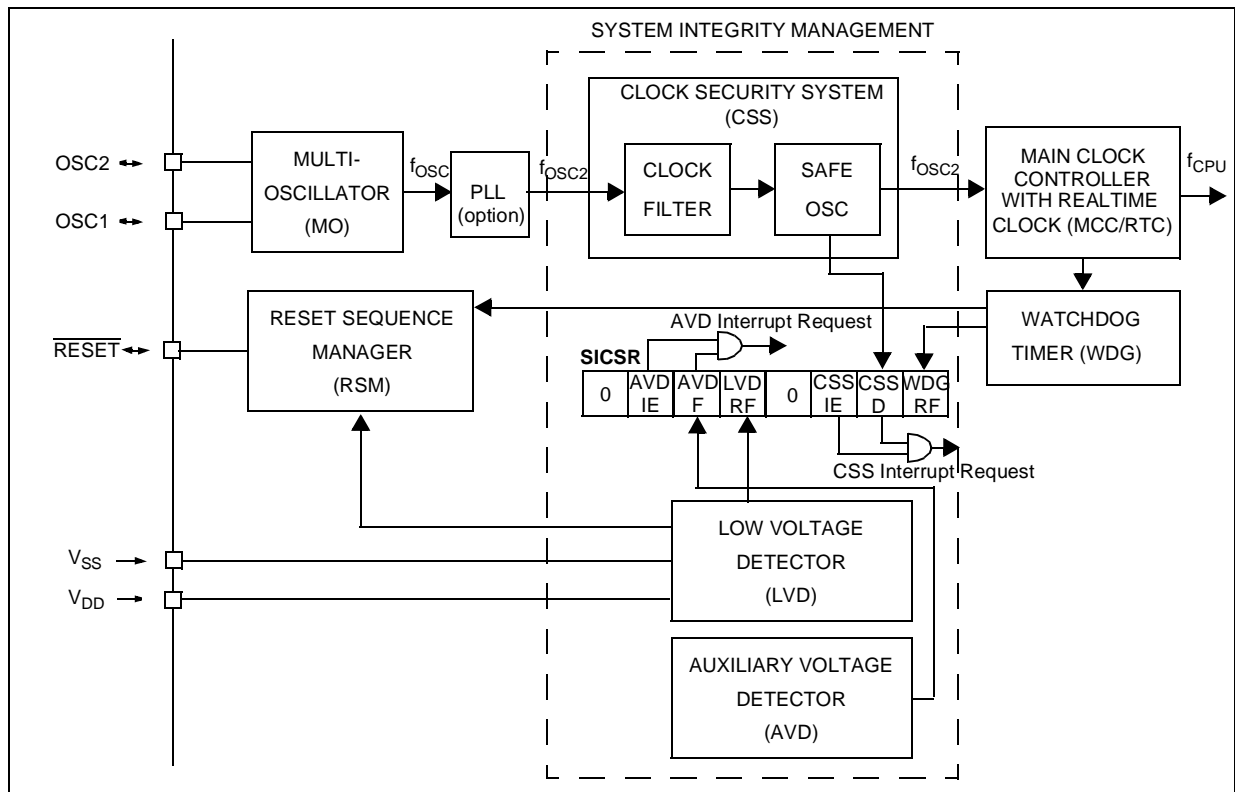 SYSTEM INTEGRITY MANAGEMENT
CLOCK SECURITY SYSTEM
(CSS)
OSC2
OSC1
MULTI-
OSCILLATOR
(MO)
fOSC
PLL
(option)
fOSC2
CLOCK
FILTER
SAFE
OSC
fOSC2
MAIN CLOCK
CONTROLLER
WITH REALTIME
CLOCK (MCC/RTC)
fCPU
RESET
RESET SEQUENCE
MANAGER
(RSM)
AVD Interrupt Request
WATCHDOG
TIMER (WDG)
SICSR
0
AVD
IE
AVD
F
LVD
RF
0
CSS
IE
CSS
D
WDG
RF
CSS Interrupt Request
VSS
VDD
LOW VOLTAGE
DETECTOR
(LVD)
AUXILIARY VOLTAGE
DETECTOR
(AVD)